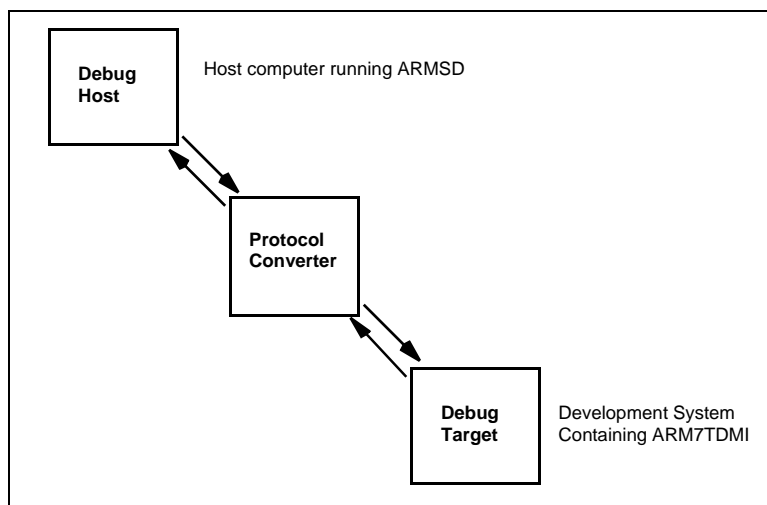 Debug
Host
Host computer running ARMSD
Protocol
Converter
Debug
Target
Development System
Containing ARM7TDMI